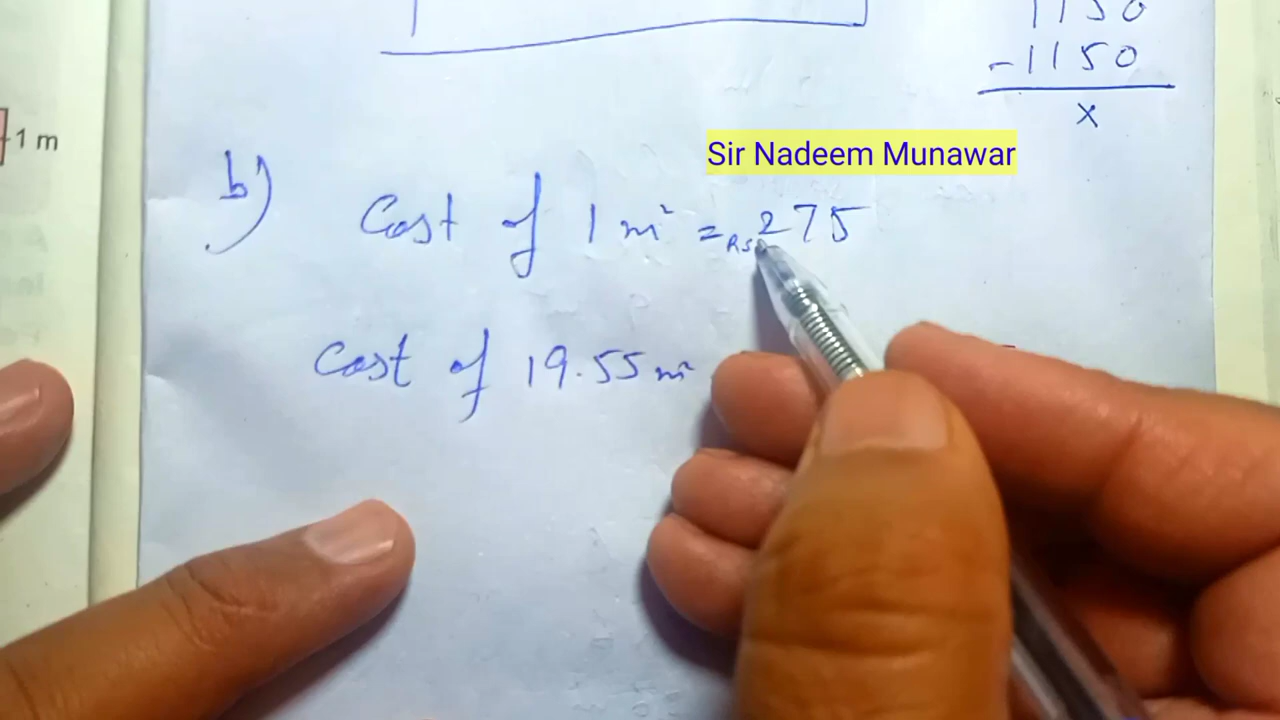 1150
-1150
x
1 m
Sir Nadeem Munawar
b)
Cost of 1 m² = Rs 275
Cost of 19.55 m²